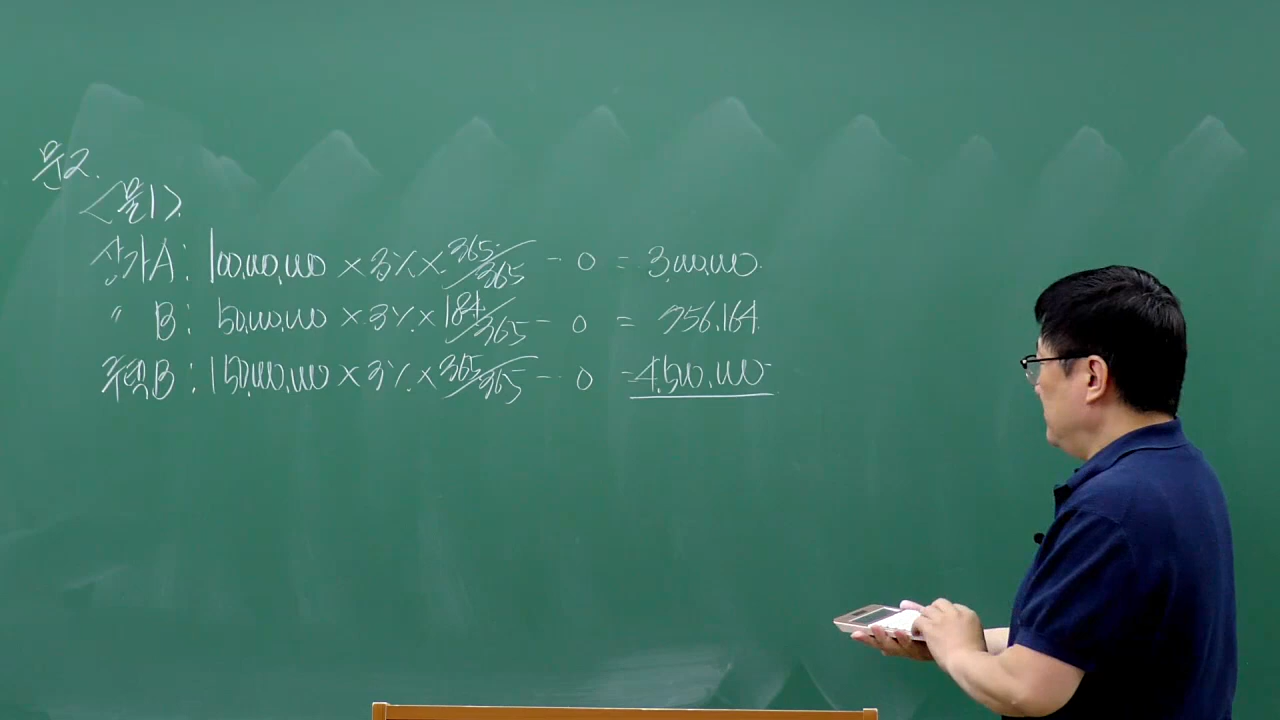 문2.
<물1>
상가A : 100,000,000 × 3% × 365/365 - 0 = 3,000,000.
〃 B : 50,000,000 × 3% × 184/365 - 0 = 756,164.
주택B : 150,000,000 × 3% × 365/365 - 0 = 4,500,000